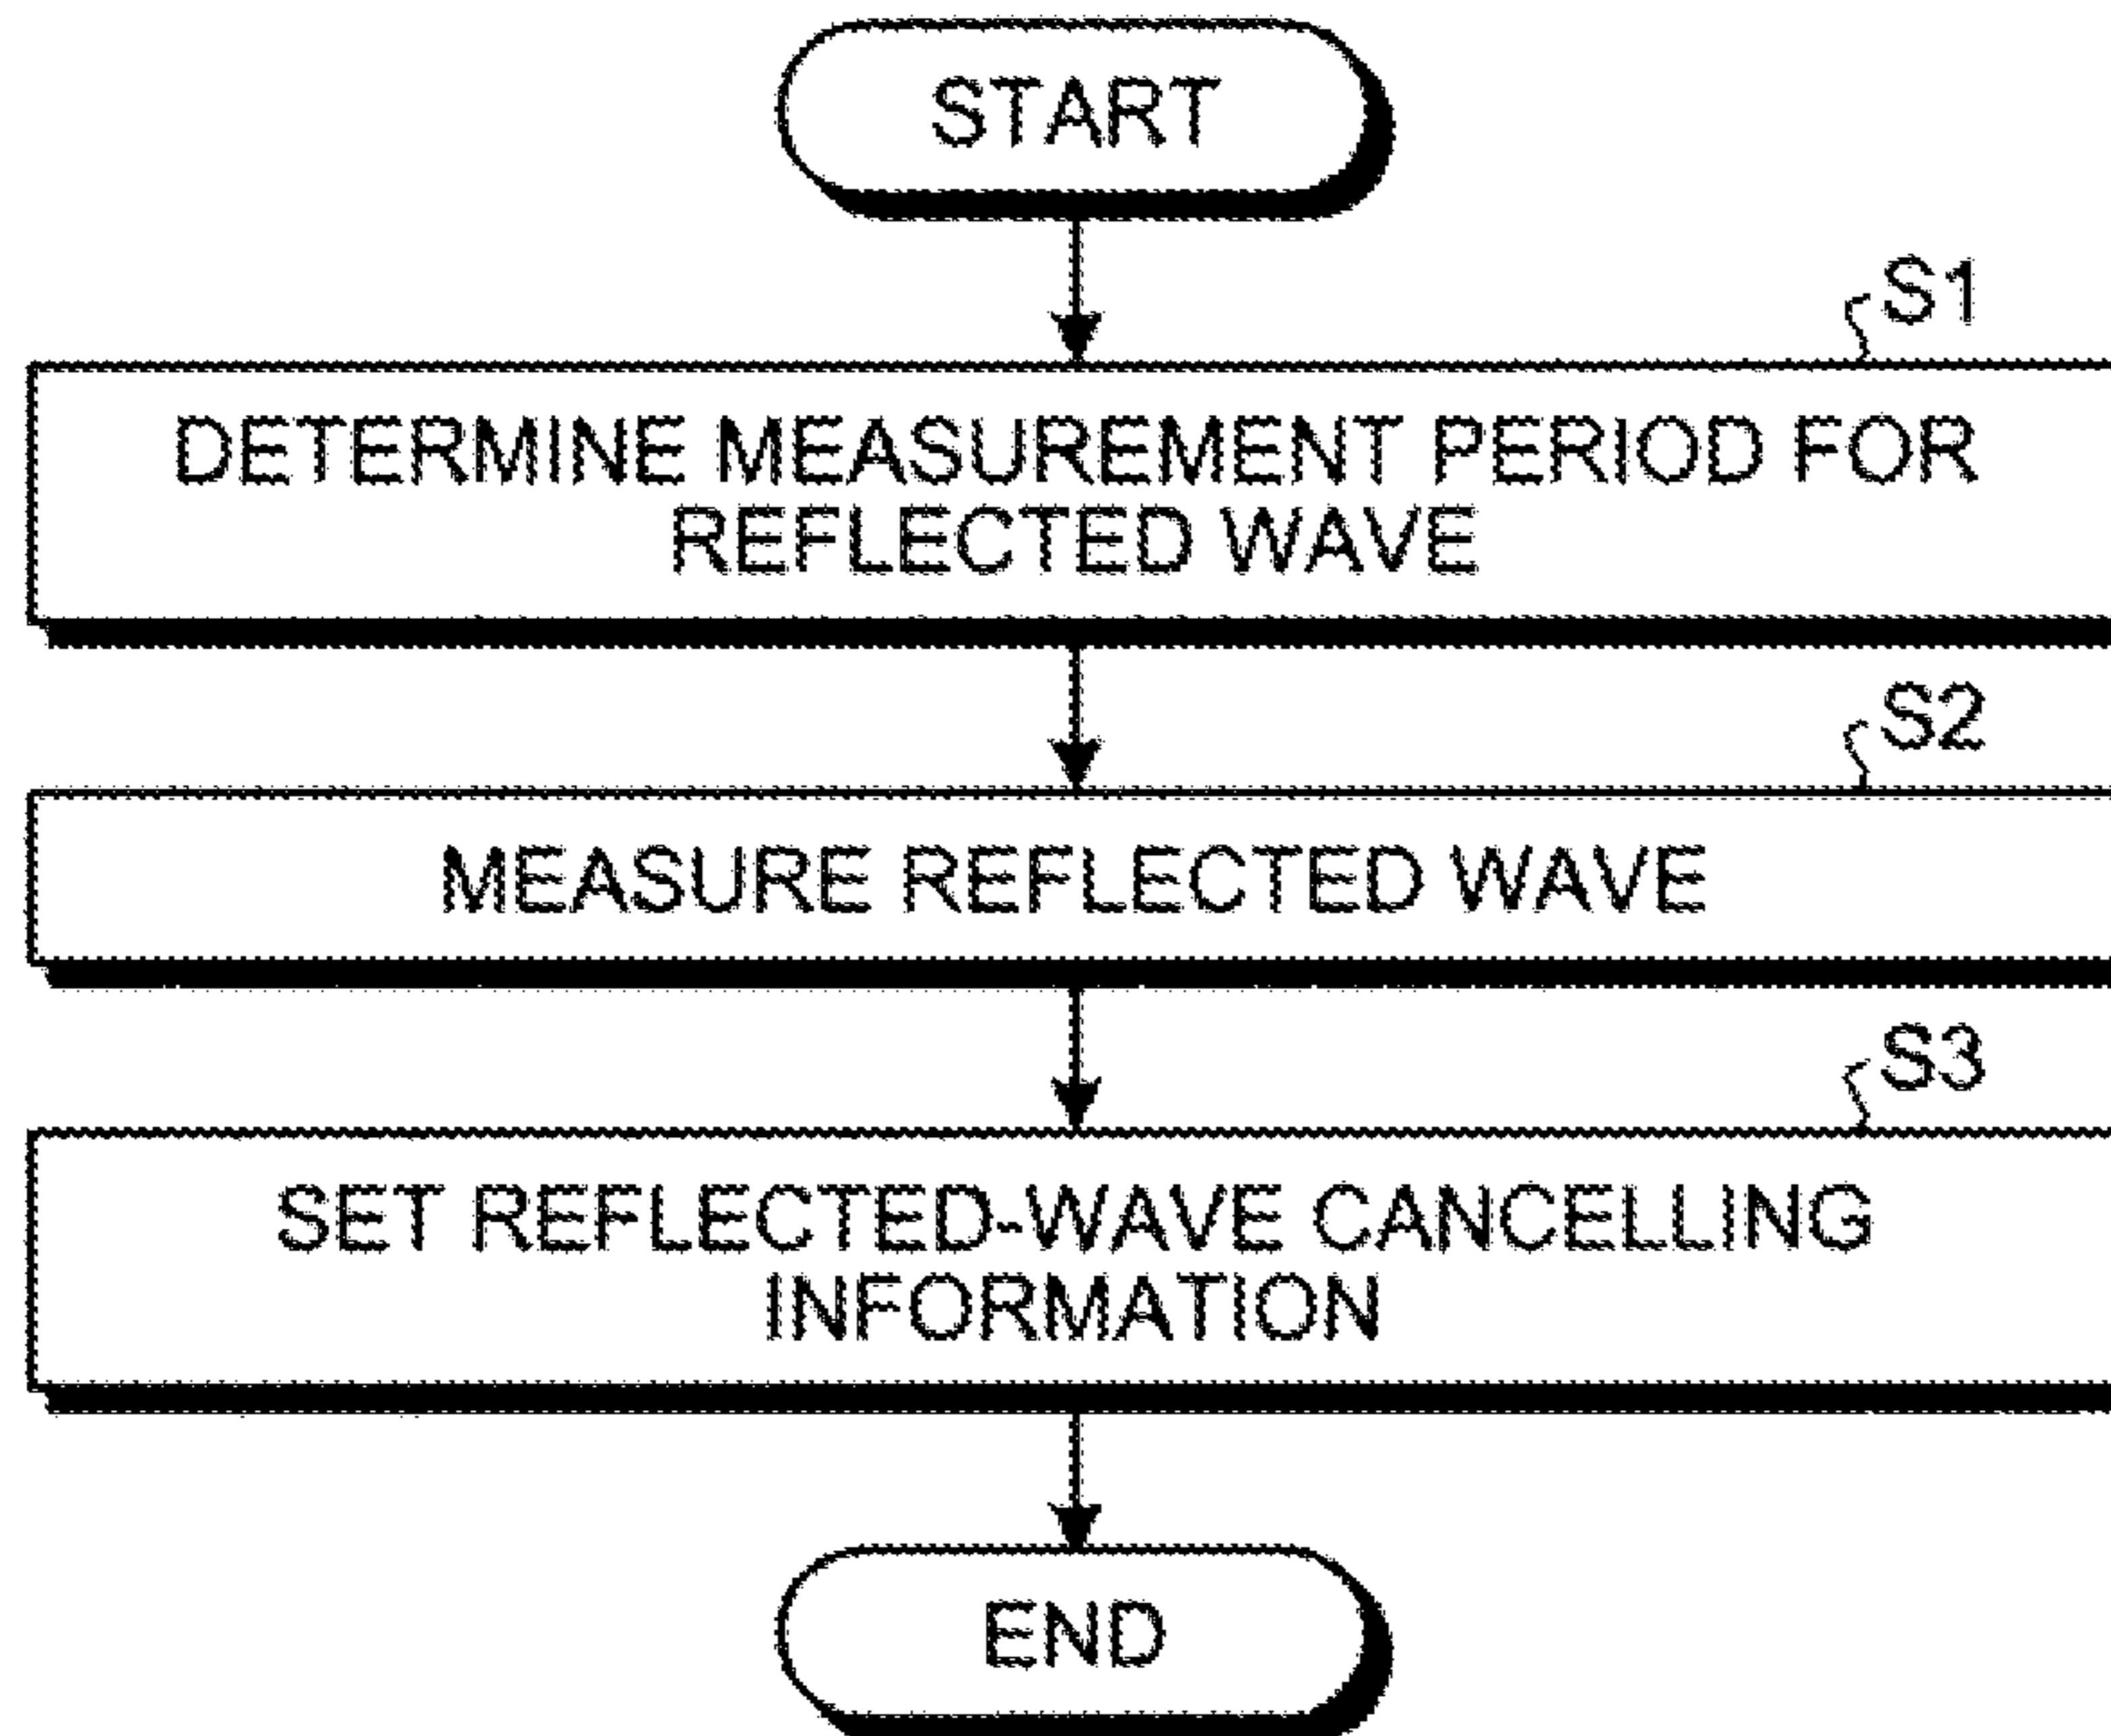 START
S1
DETERMINE MEASUREMENT PERIOD FOR
REFLECTED WAVE
S2
MEASURE REFLECTED WAVE
S3
SET REFLECTED-WAVE CANCELLING
INFORMATION
END